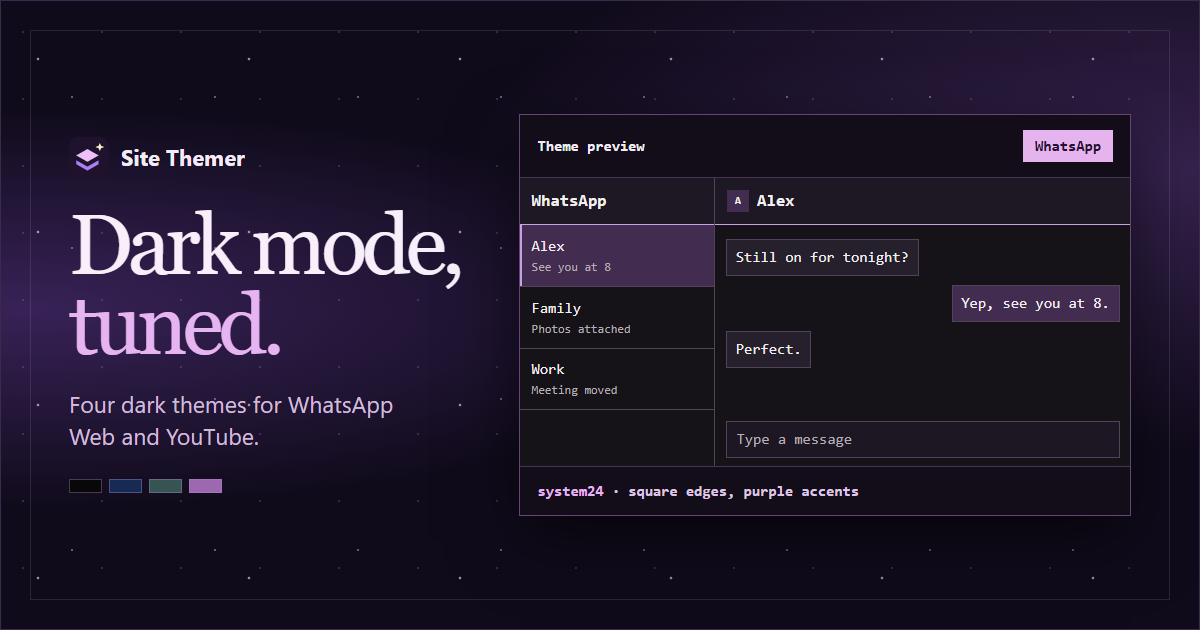 Site Themer
Dark mode,
tuned.
Four dark themes for WhatsApp
Web and YouTube.
Theme preview
WhatsApp
WhatsApp
Alex
See you at 8
Family
Photos attached
Work
Meeting moved
A
Alex
Still on for tonight?
Yep, see you at 8.
Perfect.
Type a message
system24 · square edges, purple accents